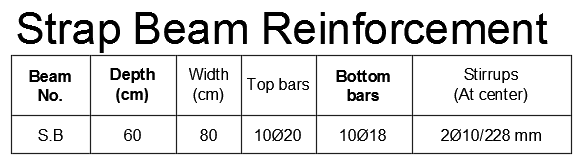 Strap Beam Reinforcement
Beam No. Depth (cm) Width (cm) Top bars Bottom bars Stirrups (At center)
S.B 60 80 10Ø20 10Ø18 2Ø10/228 mm